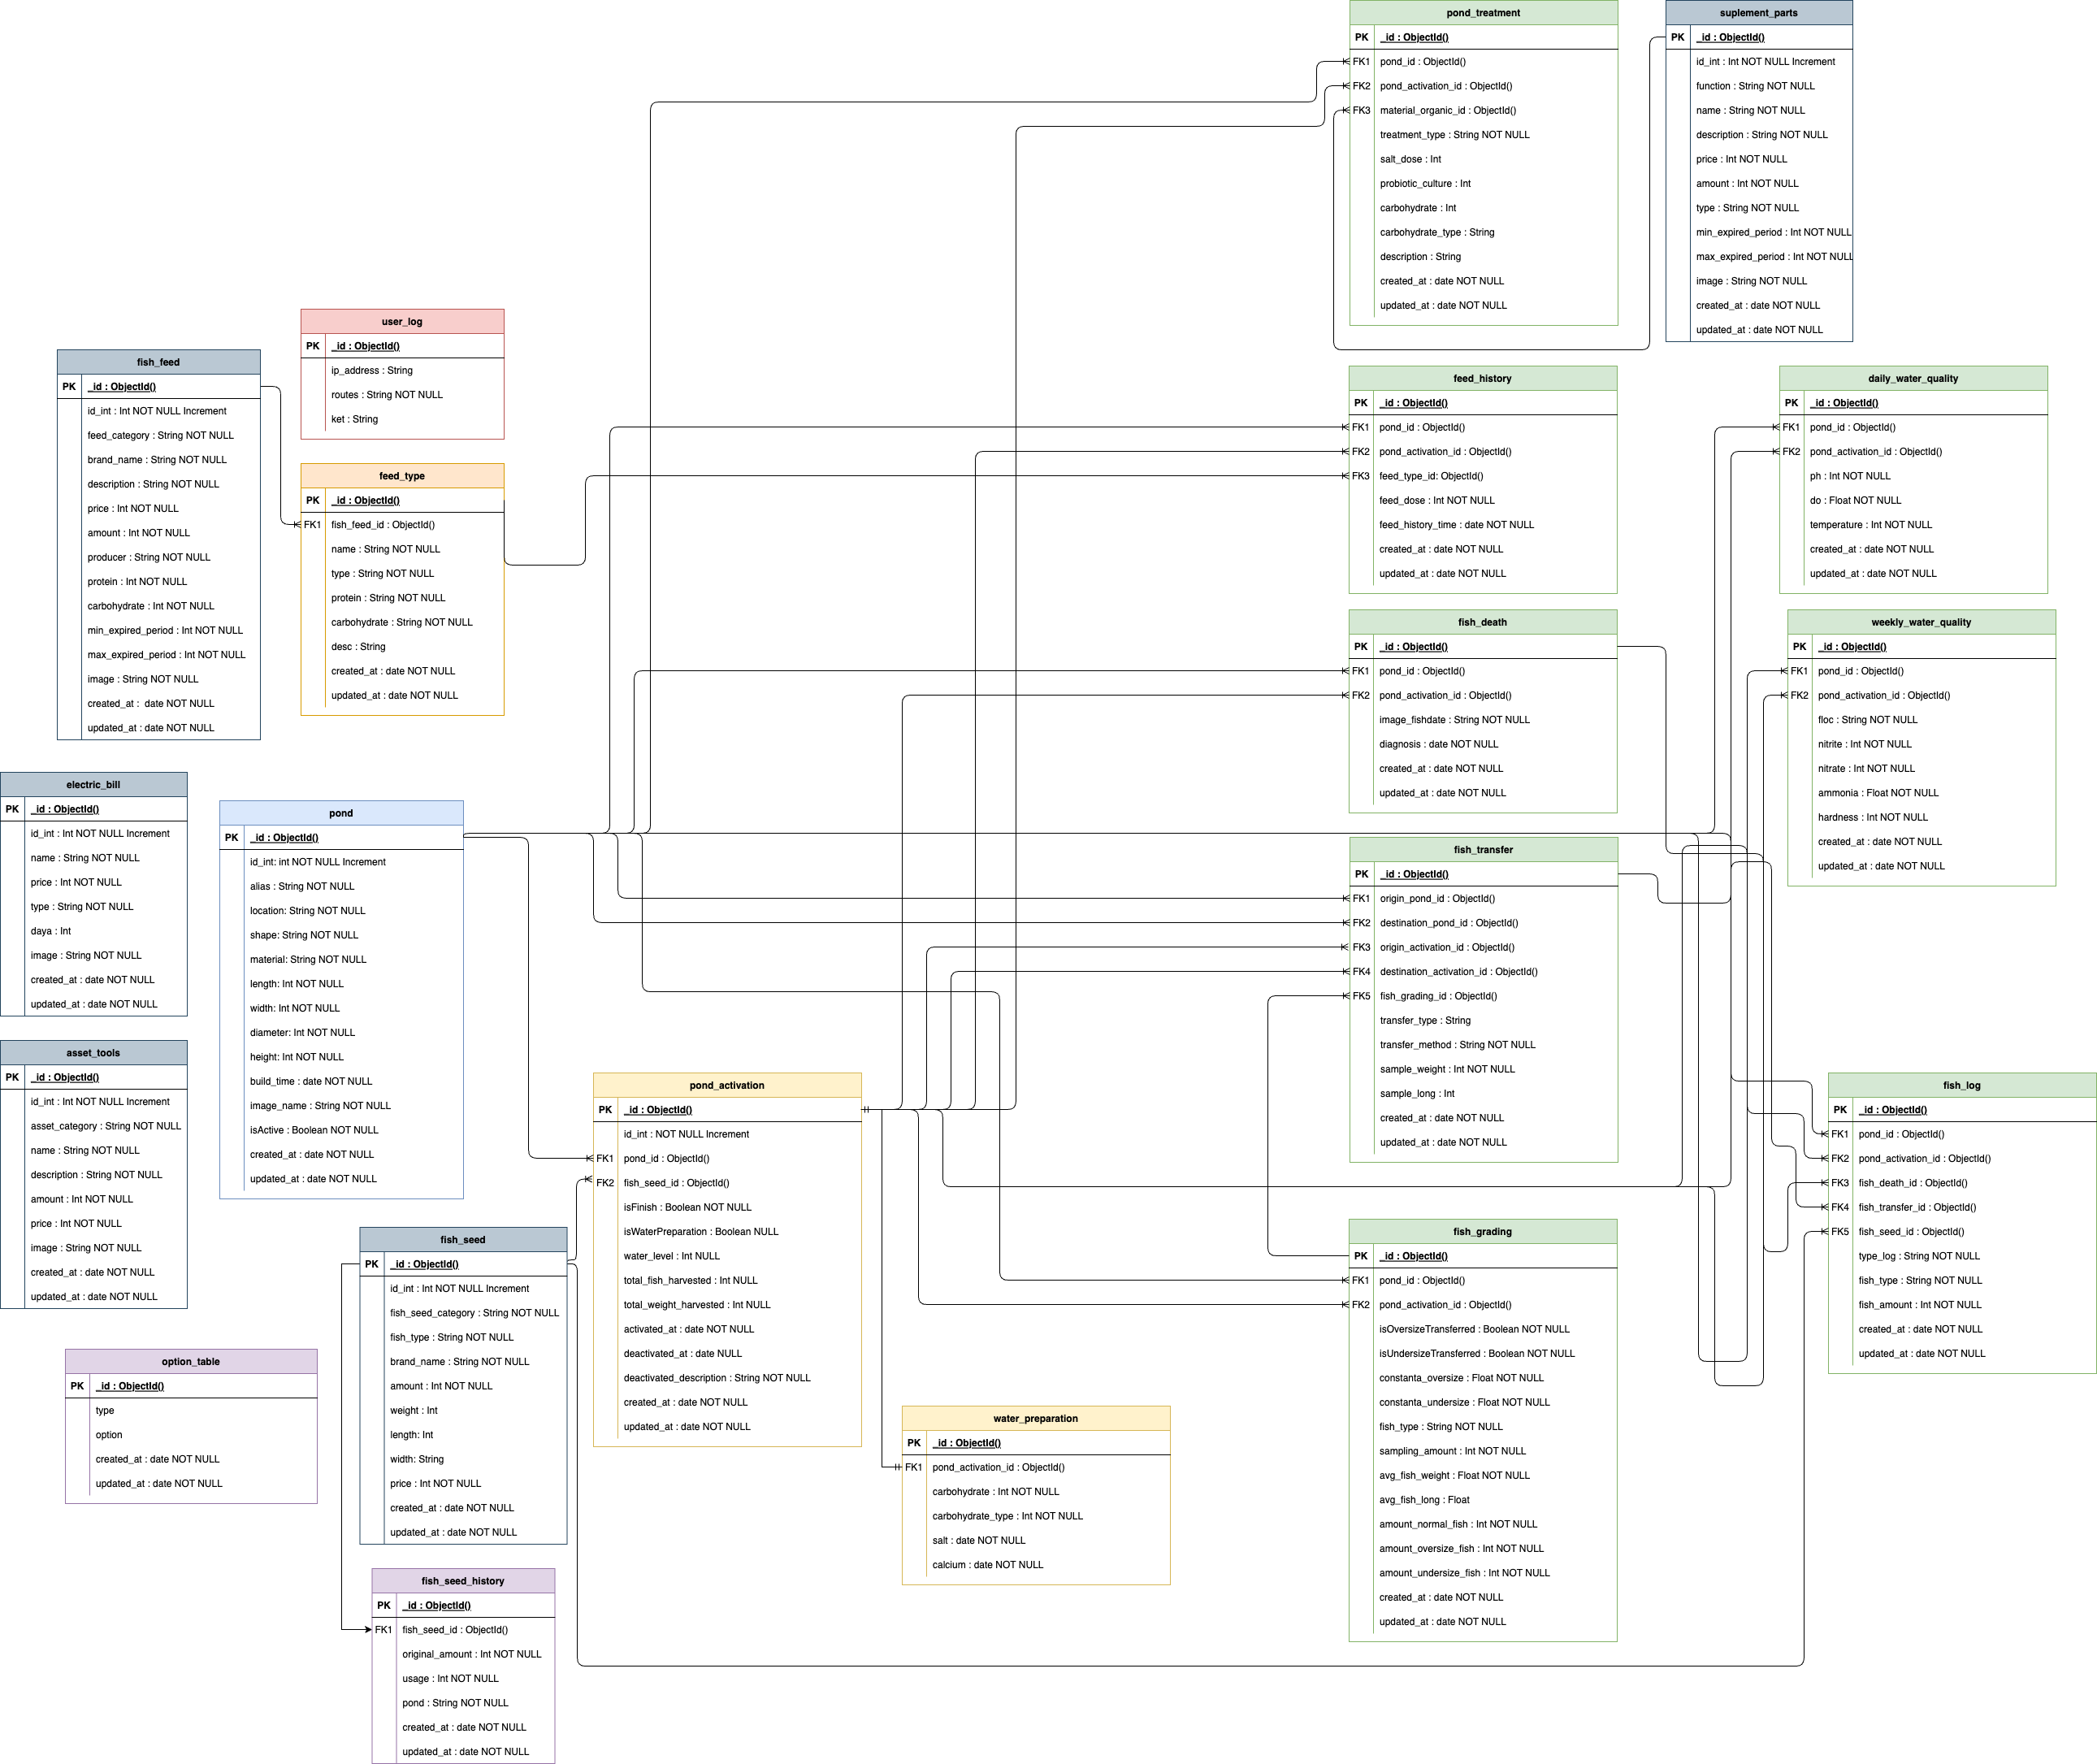 pond_treatment
PK _id : ObjectId()
FK1 pond_id : ObjectId()
FK2 pond_activation_id : ObjectId()
FK3 material_organic_id : ObjectId()
treatment_type : String NOT NULL
salt_dose : Int
probiotic_culture : Int
carbohydrate : Int
carbohydrate_type : String
description : String
created_at : date NOT NULL
updated_at : date NOT NULL
suplement_parts
PK _id : ObjectId()
id_int : Int NOT NULL Increment
function : String NOT NULL
name : String NOT NULL
description : String NOT NULL
price : Int NOT NULL
amount : Int NOT NULL
type : String NOT NULL
min_expired_period : Int NOT NULL
max_expired_period : Int NOT NULL
image : String NOT NULL
created_at : date NOT NULL
updated_at : date NOT NULL
user_log
PK _id : ObjectId()
ip_address : String
routes : String NOT NULL
ket : String
fish_feed
PK _id : ObjectId()
id_int : Int NOT NULL Increment
feed_category : String NOT NULL
brand_name : String NOT NULL
description : String NOT NULL
price : Int NOT NULL
amount : Int NOT NULL
producer : String NOT NULL
protein : Int NOT NULL
carbohydrate : Int NOT NULL
min_expired_period : Int NOT NULL
max_expired_period : Int NOT NULL
image : String NOT NULL
created_at :  date NOT NULL
updated_at : date NOT NULL
feed_type
PK _id : ObjectId()
FK1 fish_feed_id : ObjectId()
name : String NOT NULL
type : String NOT NULL
protein : String NOT NULL
carbohydrate : String NOT NULL
desc : String
created_at : date NOT NULL
updated_at : date NOT NULL
feed_history
PK _id : ObjectId()
FK1 pond_id : ObjectId()
FK2 pond_activation_id : ObjectId()
FK3 feed_type_id: ObjectId()
feed_dose : Int NOT NULL
feed_history_time : date NOT NULL
created_at : date NOT NULL
updated_at : date NOT NULL
daily_water_quality
PK _id : ObjectId()
FK1 pond_id : ObjectId()
FK2 pond_activation_id : ObjectId()
ph : Int NOT NULL
do : Float NOT NULL
temperature : Int NOT NULL
created_at : date NOT NULL
updated_at : date NOT NULL
fish_death
PK _id : ObjectId()
FK1 pond_id : ObjectId()
FK2 pond_activation_id : ObjectId()
image_fishdate : String NOT NULL
diagnosis : date NOT NULL
created_at : date NOT NULL
updated_at : date NOT NULL
weekly_water_quality
PK _id : ObjectId()
FK1 pond_id : ObjectId()
FK2 pond_activation_id : ObjectId()
floc : String NOT NULL
nitrite : Int NOT NULL
nitrate : Int NOT NULL
ammonia : Float NOT NULL
hardness : Int NOT NULL
created_at : date NOT NULL
updated_at : date NOT NULL
electric_bill
PK _id : ObjectId()
id_int : Int NOT NULL Increment
name : String NOT NULL
price : Int NOT NULL
type : String NOT NULL
daya : Int
image : String NOT NULL
created_at : date NOT NULL
updated_at : date NOT NULL
pond
PK _id : ObjectId()
id_int: int NOT NULL Increment
alias : String NOT NULL
location: String NOT NULL
shape: String NOT NULL
material: String NOT NULL
length: Int NOT NULL
width: Int NOT NULL
diameter: Int NOT NULL
height: Int NOT NULL
build_time : date NOT NULL
image_name : String NOT NULL
isActive : Boolean NOT NULL
created_at : date NOT NULL
updated_at : date NOT NULL
fish_transfer
PK _id : ObjectId()
FK1 origin_pond_id : ObjectId()
FK2 destination_pond_id : ObjectId()
FK3 origin_activation_id : ObjectId()
FK4 destination_activation_id : ObjectId()
FK5 fish_grading_id : ObjectId()
transfer_type : String
transfer_method : String NOT NULL
sample_weight : Int NOT NULL
sample_long : Int
created_at : date NOT NULL
updated_at : date NOT NULL
asset_tools
PK _id : ObjectId()
id_int : Int NOT NULL Increment
asset_category : String NOT NULL
name : String NOT NULL
description : String NOT NULL
amount : Int NOT NULL
price : Int NOT NULL
image : String NOT NULL
created_at : date NOT NULL
updated_at : date NOT NULL
pond_activation
PK _id : ObjectId()
id_int : NOT NULL Increment
FK1 pond_id : ObjectId()
FK2 fish_seed_id : ObjectId()
isFinish : Boolean NOT NULL
isWaterPreparation : Boolean NULL
water_level : Int NULL
total_fish_harvested : Int NULL
total_weight_harvested : Int NULL
activated_at : date NOT NULL
deactivated_at : date NULL
deactivated_description : String NOT NULL
created_at : date NOT NULL
updated_at : date NOT NULL
fish_log
PK _id : ObjectId()
FK1 pond_id : ObjectId()
FK2 pond_activation_id : ObjectId()
FK3 fish_death_id : ObjectId()
FK4 fish_transfer_id : ObjectId()
FK5 fish_seed_id : ObjectId()
type_log : String NOT NULL
fish_type : String NOT NULL
fish_amount : Int NOT NULL
created_at : date NOT NULL
updated_at : date NOT NULL
fish_seed
PK _id : ObjectId()
id_int : Int NOT NULL Increment
fish_seed_category : String NOT NULL
fish_type : String NOT NULL
brand_name : String NOT NULL
amount : Int NOT NULL
weight : Int
length: Int
width: String
price : Int NOT NULL
created_at : date NOT NULL
updated_at : date NOT NULL
fish_grading
PK _id : ObjectId()
FK1 pond_id : ObjectId()
FK2 pond_activation_id : ObjectId()
isOversizeTransferred : Boolean NOT NULL
isUndersizeTransferred : Boolean NOT NULL
constanta_oversize : Float NOT NULL
constanta_undersize : Float NOT NULL
fish_type : String NOT NULL
sampling_amount : Int NOT NULL
avg_fish_weight : Float NOT NULL
avg_fish_long : Float
amount_normal_fish : Int NOT NULL
amount_oversize_fish : Int NOT NULL
amount_undersize_fish : Int NOT NULL
created_at : date NOT NULL
updated_at : date NOT NULL
option_table
PK _id : ObjectId()
type
option
created_at : date NOT NULL
updated_at : date NOT NULL
water_preparation
PK _id : ObjectId()
FK1 pond_activation_id : ObjectId()
carbohydrate : Int NOT NULL
carbohydrate_type : Int NOT NULL
salt : date NOT NULL
calcium : date NOT NULL
fish_seed_history
PK _id : ObjectId()
FK1 fish_seed_id : ObjectId()
original_amount : Int NOT NULL
usage : Int NOT NULL
pond : String NOT NULL
created_at : date NOT NULL
updated_at : date NOT NULL